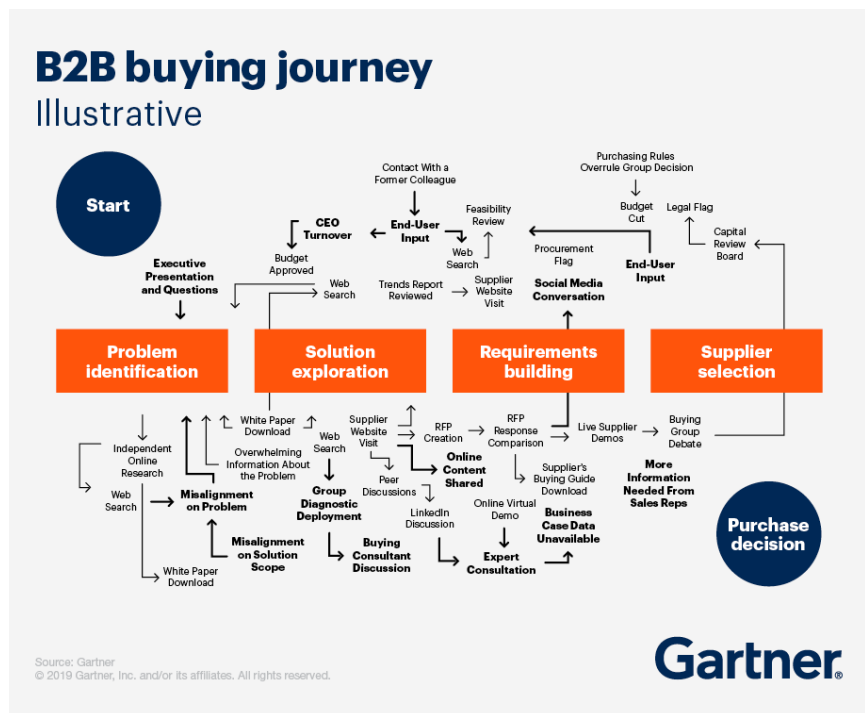 B2B buying journey
Illustrative
Start
Contact With a
Former Colleague
Purchasing Rules
Overrule Group Decision
CEO
Turnover
End-User
Input
Feasibility
Review
Budget
Cut
Legal Flag
Budget
Approved
Web
Search
Procurement
Flag
End-User
Input
Capital
Review
Board
Executive
Presentation
and Questions
Web
Search
Trends Report
Reviewed
Supplier
Website
Visit
Social Media
Conversation
Problem
identification
Solution
exploration
Requirements
building
Supplier
selection
White Paper
Download
Supplier
Website
Visit
RFP
Creation
RFP
Response
Comparison
Live Supplier
Demos
Buying
Group
Debate
Independent
Online
Research
Overwhelming
Information About
the Problem
Web
Search
Online
Content
Shared
Peer
Discussions
Supplier's
Buying Guide
Download
More
Information
Needed From
Sales Reps
Web
Search
Misalignment
on Problem
Group
Diagnostic
Deployment
LinkedIn
Discussion
Online Virtual
Demo
Business
Case Data
Unavailable
Misalignment
on Solution
Scope
Buying
Consultant
Discussion
Expert
Consultation
White Paper
Download
Purchase
decision
Source: Gartner
© 2019 Gartner, Inc. and/or its affiliates. All rights reserved.
Gartner®